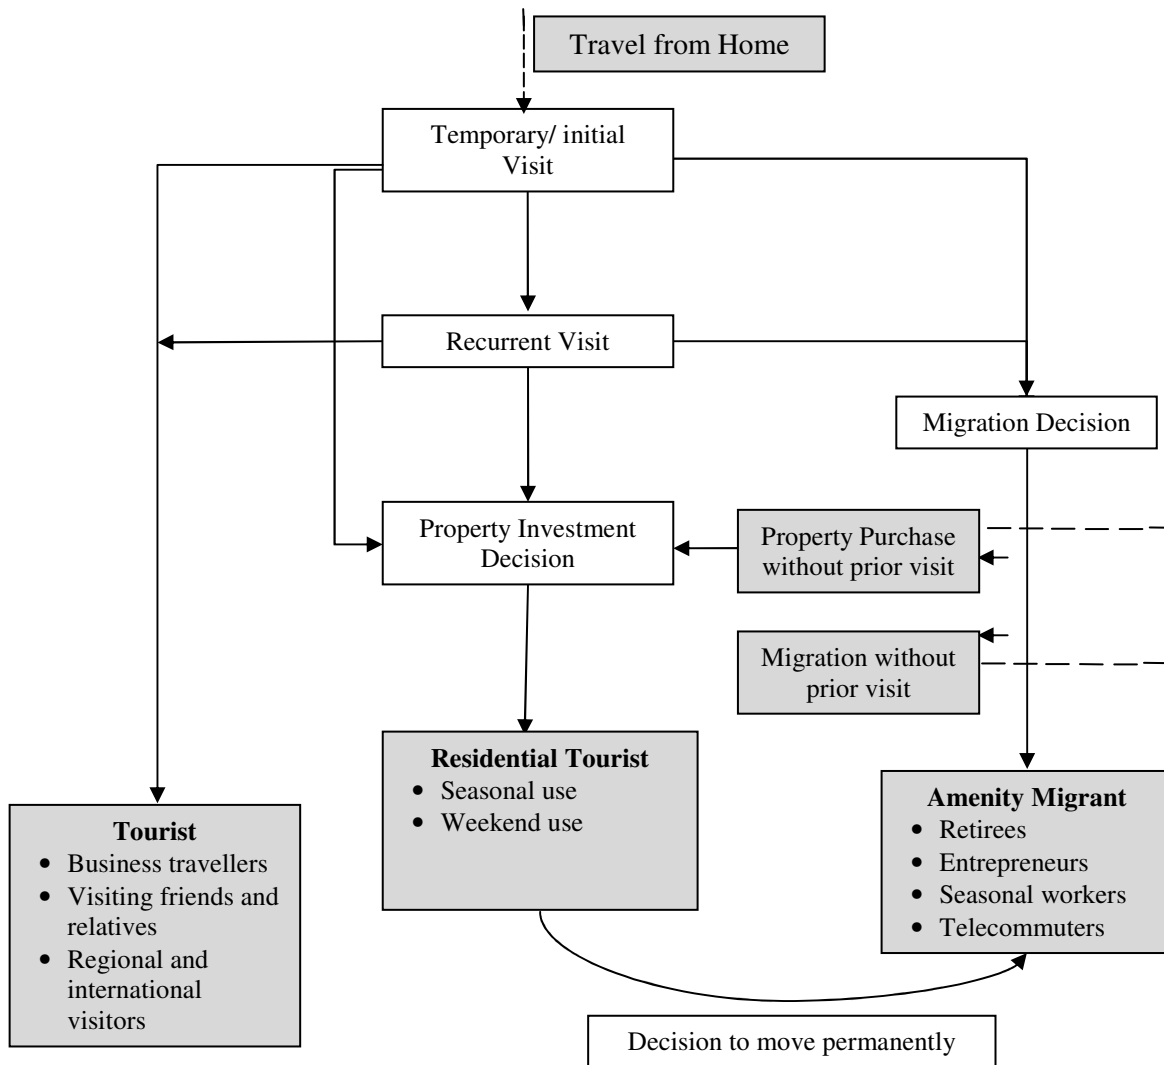 Travel from Home
Temporary/ initial
Visit
Recurrent Visit
Migration Decision
Property Investment
Decision
Property Purchase
without prior visit
Migration without
prior visit
Residential Tourist
• Seasonal use
• Weekend use
Amenity Migrant
• Retirees
• Entrepreneurs
• Seasonal workers
• Telecommuters
Tourist
• Business travellers
• Visiting friends and
relatives
• Regional and
international
visitors
Decision to move permanently